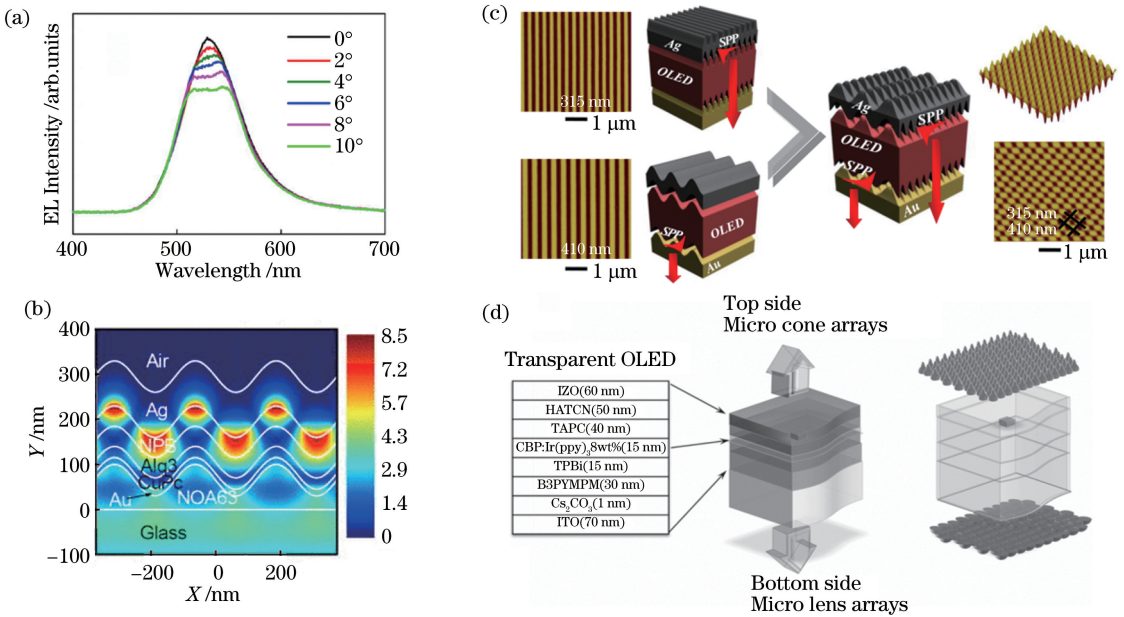 (a)
EL Intensity /arb.units
0°
2°
4°
6°
8°
10°
400
500
600
700
Wavelength /nm
(b)
400
300
200
100
0
−100
Y /nm
Air
Ag
NPB
Alq3
CuPc
Au
NOA63
Glass
−200
0
200
X /nm
8.5
7.2
5.7
4.3
2.9
1.4
0
(c)
315 nm
1 μm
Ag
SPP
OLED
410 nm
1 μm
SPP
OLED
Au
Ag
SPP
OLED
SPP
Au
315 nm
410 nm
1 μm
(d)
Top side
Micro cone arrays
Transparent OLED
IZO(60 nm)
HATCN(50 nm)
TAPC(40 nm)
CBP:Ir(ppy)₃8wt%(15 nm)
TPBi(15 nm)
B3PYMPM(30 nm)
Cs₂CO₃(1 nm)
ITO(70 nm)
Bottom side
Micro lens arrays